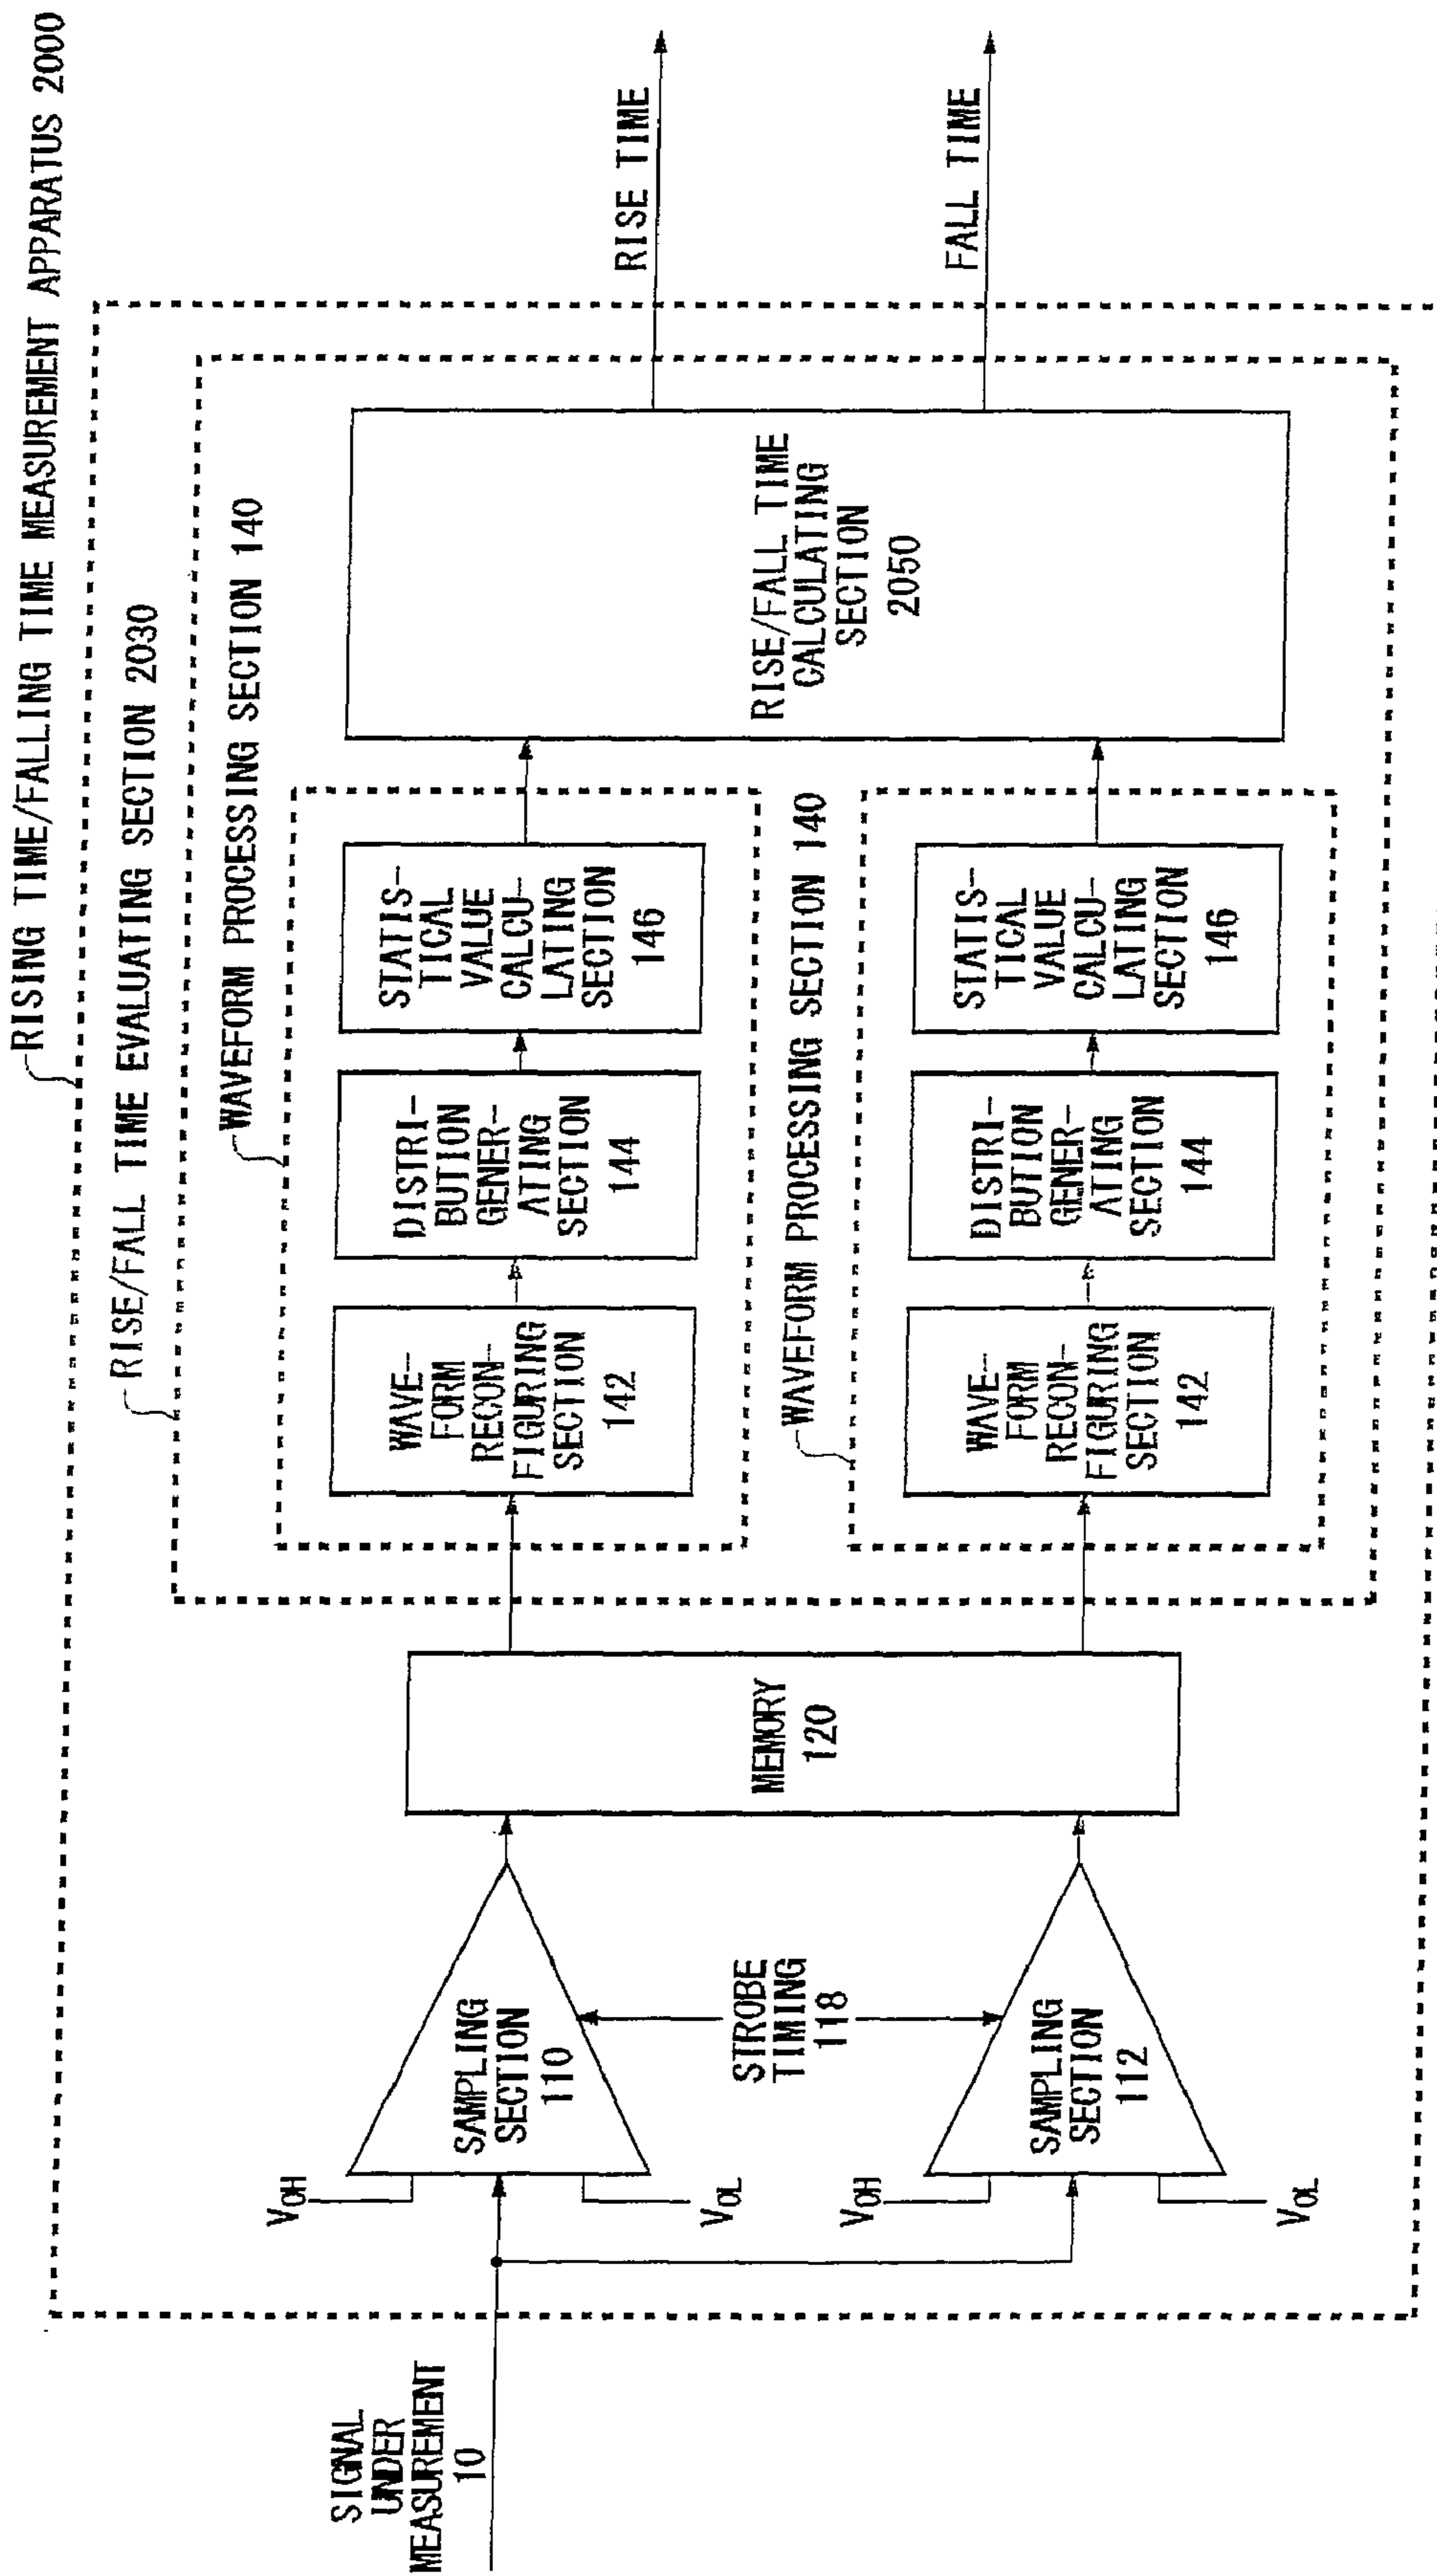 RISING TIME/FALLING TIME MEASUREMENT APPARATUS 2000
RISE/FALL TIME EVALUATING SECTION 2030
WAVEFORM PROCESSING SECTION 140
SIGNAL
UNDER
MEASUREMENT
10
VOH
VOL
SAMPLING
SECTION
110
STROBE
TIMING
118
VOH
VOL
SAMPLING
SECTION
112
MEMORY
120
WAVE-
FORM
RECON-
FIGURING
SECTION
142
DISTRI-
BUTION
GENER-
ATING
SECTION
144
STATIS-
TICAL
VALUE
CALCU-
LATING
SECTION
146
WAVEFORM PROCESSING SECTION 140
WAVE-
FORM
RECON-
FIGURING
SECTION
142
DISTRI-
BUTION
GENER-
ATING
SECTION
144
STATIS-
TICAL
VALUE
CALCU-
LATING
SECTION
146
RISE/FALL TIME
CALCULATING
SECTION
2050
RISE TIME
FALL TIME